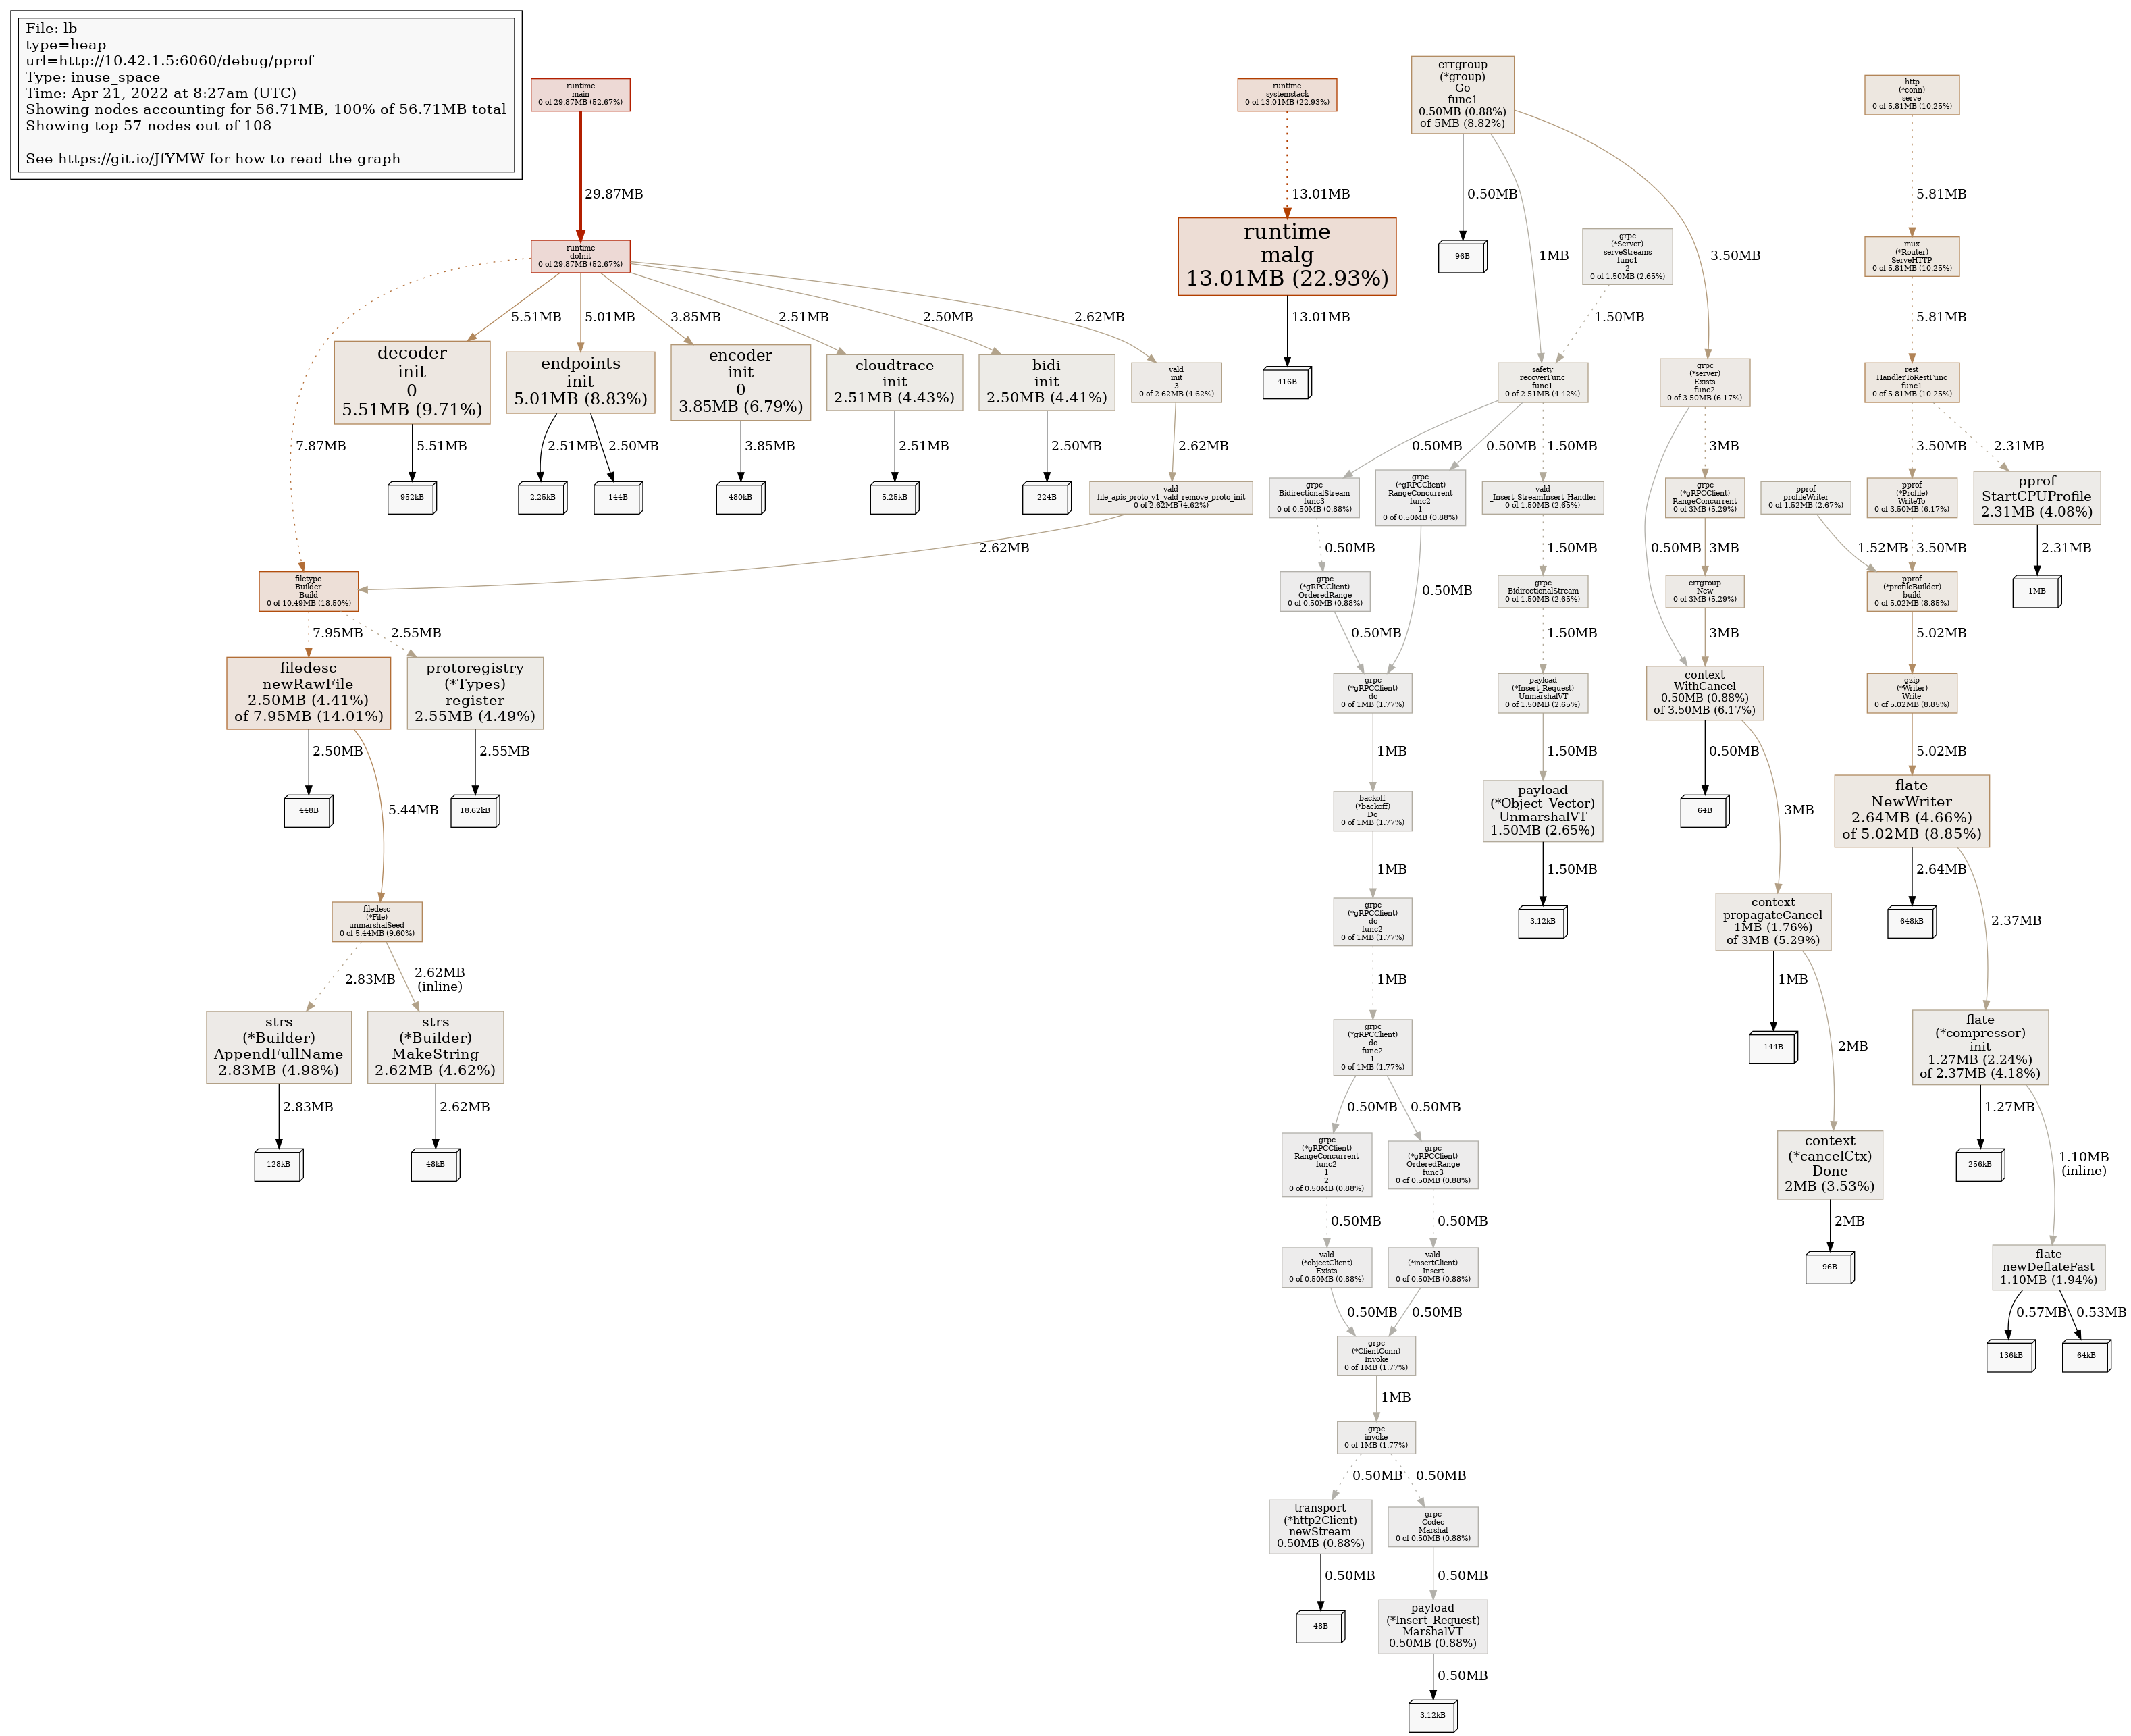 File: lb
type=heap
url=http://10.42.1.5:6060/debug/pprof
Type: inuse_space
Time: Apr 21, 2022 at 8:27am (UTC)
Showing nodes accounting for 56.71MB, 100% of 56.71MB total
Showing top 57 nodes out of 108
See https://git.io/JfYMW for how to read the graph
runtime
main
0 of 29.87MB (52.67%)
29.87MB
runtime
doInit
0 of 29.87MB (52.67%)
7.87MB
5.51MB
5.01MB
3.85MB
2.51MB
2.50MB
2.62MB
decoder
init
0
5.51MB (9.71%)
5.51MB
952kB
endpoints
init
5.01MB (8.83%)
2.51MB
2.25kB
2.50MB
144B
encoder
init
0
3.85MB (6.79%)
3.85MB
480kB
cloudtrace
init
2.51MB (4.43%)
2.51MB
5.25kB
bidi
init
2.50MB (4.41%)
2.50MB
224B
vald
init
3
0 of 2.62MB (4.62%)
2.62MB
vald
file_apis_proto_v1_vald_remove_proto_init
0 of 2.62MB (4.62%)
2.62MB
filetype
Builder
Build
0 of 10.49MB (18.50%)
7.95MB
2.55MB
filedesc
newRawFile
2.50MB (4.41%)
of 7.95MB (14.01%)
2.50MB
448B
5.44MB
protoregistry
(*Types)
register
2.55MB (4.49%)
2.55MB
18.62kB
filedesc
(*File)
unmarshalSeed
0 of 5.44MB (9.60%)
2.83MB
2.62MB
(inline)
strs
(*Builder)
AppendFullName
2.83MB (4.98%)
2.83MB
128kB
strs
(*Builder)
MakeString
2.62MB (4.62%)
2.62MB
48kB
runtime
systemstack
0 of 13.01MB (22.93%)
13.01MB
runtime
malg
13.01MB (22.93%)
13.01MB
416B
errgroup
(*group)
Go
func1
0.50MB (0.88%)
of 5MB (8.82%)
0.50MB
96B
1MB
3.50MB
grpc
(*Server)
serveStreams
func1
2
0 of 1.50MB (2.65%)
1.50MB
safety
recoverFunc
func1
0 of 2.51MB (4.42%)
0.50MB
0.50MB
1.50MB
grpc
BidirectionalStream
func3
0 of 0.50MB (0.88%)
0.50MB
grpc
(*gRPCClient)
RangeConcurrent
func2
1
0 of 0.50MB (0.88%)
0.50MB
grpc
(*gRPCClient)
OrderedRange
0 of 0.50MB (0.88%)
0.50MB
grpc
(*gRPCClient)
do
0 of 1MB (1.77%)
1MB
backoff
(*backoff)
Do
0 of 1MB (1.77%)
1MB
grpc
(*gRPCClient)
do
func2
0 of 1MB (1.77%)
1MB
grpc
(*gRPCClient)
do
func2
1
0 of 1MB (1.77%)
0.50MB
0.50MB
grpc
(*gRPCClient)
RangeConcurrent
func2
1
2
0 of 0.50MB (0.88%)
0.50MB
grpc
(*gRPCClient)
OrderedRange
func3
0 of 0.50MB (0.88%)
0.50MB
vald
(*objectClient)
Exists
0 of 0.50MB (0.88%)
0.50MB
vald
(*insertClient)
Insert
0 of 0.50MB (0.88%)
0.50MB
grpc
(*ClientConn)
Invoke
0 of 1MB (1.77%)
1MB
grpc
invoke
0 of 1MB (1.77%)
0.50MB
0.50MB
transport
(*http2Client)
newStream
0.50MB (0.88%)
0.50MB
48B
grpc
Codec
Marshal
0 of 0.50MB (0.88%)
0.50MB
payload
(*Insert_Request)
MarshalVT
0.50MB (0.88%)
0.50MB
3.12kB
vald
_Insert_StreamInsert_Handler
0 of 1.50MB (2.65%)
1.50MB
grpc
BidirectionalStream
0 of 1.50MB (2.65%)
1.50MB
payload
(*Insert_Request)
UnmarshalVT
0 of 1.50MB (2.65%)
1.50MB
payload
(*Object_Vector)
UnmarshalVT
1.50MB (2.65%)
1.50MB
3.12kB
grpc
(*server)
Exists
func2
0 of 3.50MB (6.17%)
0.50MB
3MB
grpc
(*gRPCClient)
RangeConcurrent
0 of 3MB (5.29%)
3MB
errgroup
New
0 of 3MB (5.29%)
3MB
context
WithCancel
0.50MB (0.88%)
of 3.50MB (6.17%)
0.50MB
64B
3MB
context
propagateCancel
1MB (1.76%)
of 3MB (5.29%)
1MB
144B
2MB
context
(*cancelCtx)
Done
2MB (3.53%)
2MB
96B
http
(*conn)
serve
0 of 5.81MB (10.25%)
5.81MB
mux
(*Router)
ServeHTTP
0 of 5.81MB (10.25%)
5.81MB
rest
HandlerToRestFunc
func1
0 of 5.81MB (10.25%)
3.50MB
2.31MB
pprof
profileWriter
0 of 1.52MB (2.67%)
1.52MB
pprof
(*Profile)
WriteTo
0 of 3.50MB (6.17%)
3.50MB
pprof
StartCPUProfile
2.31MB (4.08%)
2.31MB
1MB
pprof
(*profileBuilder)
build
0 of 5.02MB (8.85%)
5.02MB
gzip
(*Writer)
Write
0 of 5.02MB (8.85%)
5.02MB
flate
NewWriter
2.64MB (4.66%)
of 5.02MB (8.85%)
2.64MB
648kB
2.37MB
flate
(*compressor)
init
1.27MB (2.24%)
of 2.37MB (4.18%)
1.27MB
256kB
1.10MB
(inline)
flate
newDeflateFast
1.10MB (1.94%)
0.57MB
136kB
0.53MB
64kB